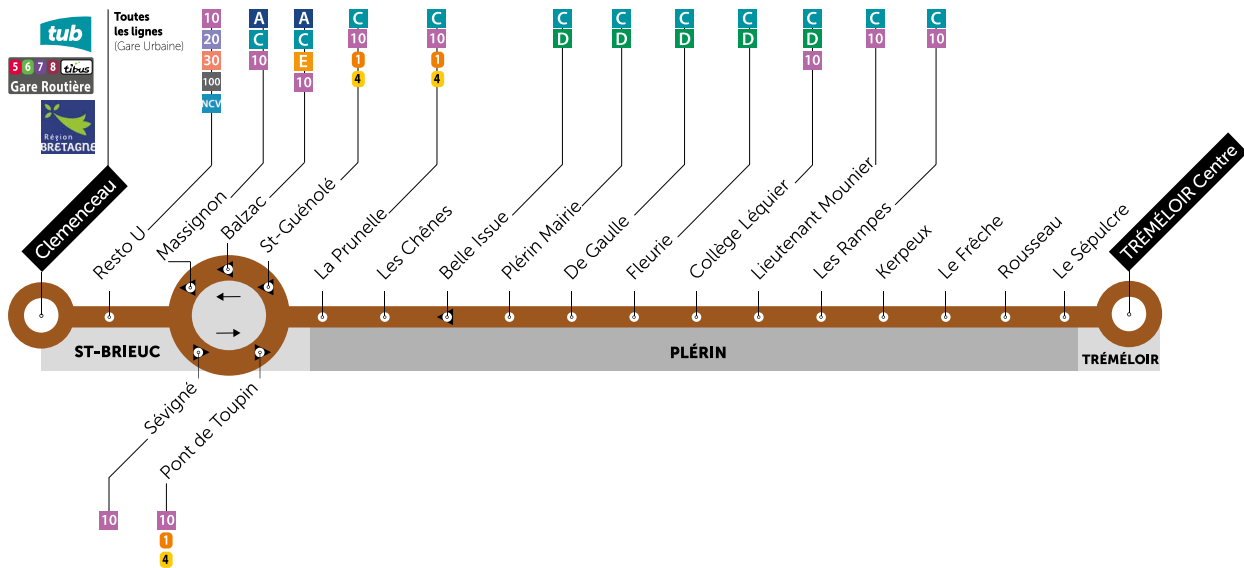 tub
5 6 7 8 tibus
Gare Routière
Région
BRETAGNE
Toutes
les lignes
(Gare Urbaine)
10
20
30
100
NCV
A
C
10
A
C
E
10
C
10
1
4
C
10
1
4
C
D
C
D
C
D
C
D
C
D
10
C
10
C
10
Clemenceau
Resto U
Massignon
Balzac
St-Guénolé
La Prunelle
Les Chênes
Belle Issue
Plérin Mairie
De Gaulle
Fleurie
Collège Léquier
Lieutenant Mounier
Les Rampes
Kerpeux
Le Frêche
Rousseau
Le Sépulcre
TRÉMÉLOIR Centre
ST-BRIEUC
PLÉRIN
TRÉMÉLOIR
Sévigné
Pont de Toupin
10
10
1
4